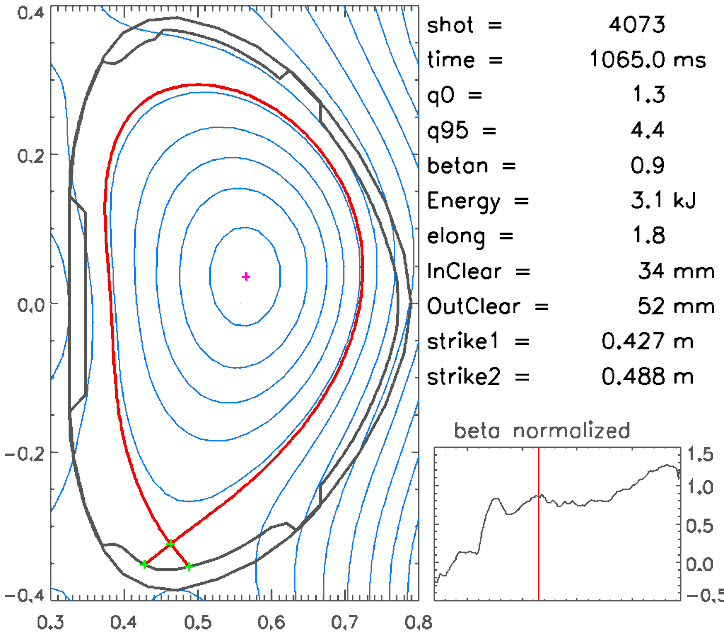 0.4
0.2
0.0
−0.2
−0.4
0.3 0.4 0.5 0.6 0.7 0.8
shot = 4073
time = 1065.0 ms
q0 = 1.3
q95 = 4.4
betan = 0.9
Energy = 3.1 kJ
elong = 1.8
InClear = 34 mm
OutClear = 52 mm
strike1 = 0.427 m
strike2 = 0.488 m
beta normalized
1.5
1.0
0.5
0.0
−0.5